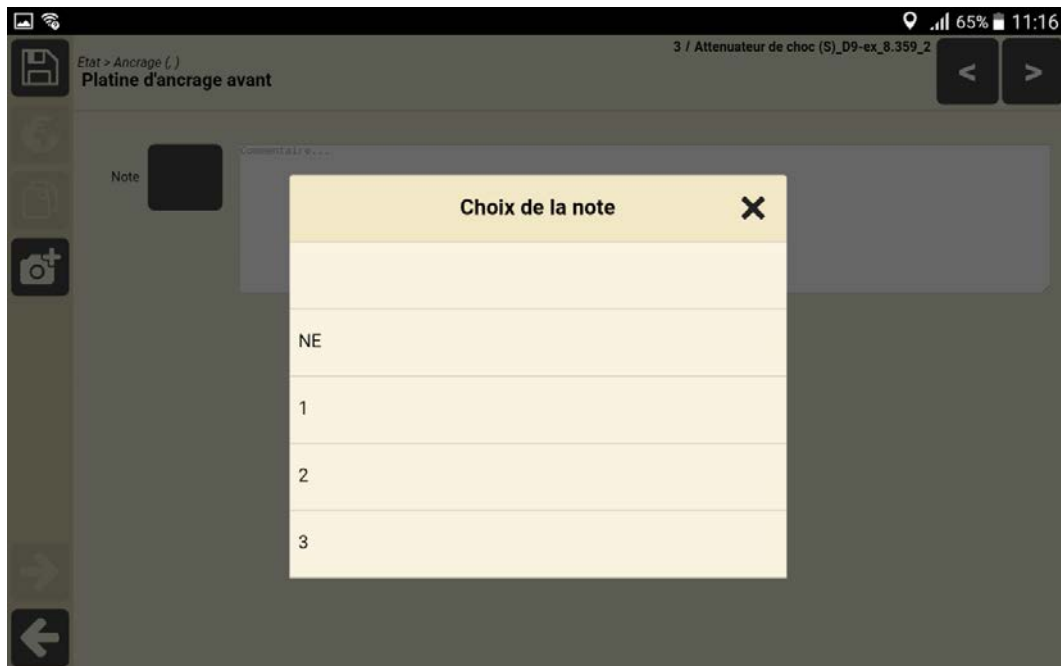 65% 11:16
Etat > Ancrage (, )
Platine d'ancrage avant
3 / Attenuateur de choc (S)_D9-ex_8.359_2
< >
Note
Commentaire...
Choix de la note
NE
1
2
3